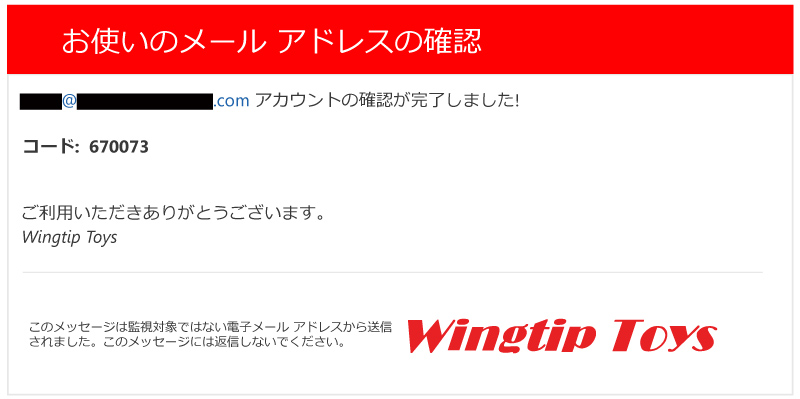 お使いのメール アドレスの確認
@.com アカウントの確認が完了しました!
コード: 670073
ご利用いただきありがとうございます。
Wingtip Toys
このメッセージは監視対象ではない電子メール アドレスから送信
されました。このメッセージには返信しないでください。
Wingtip Toys